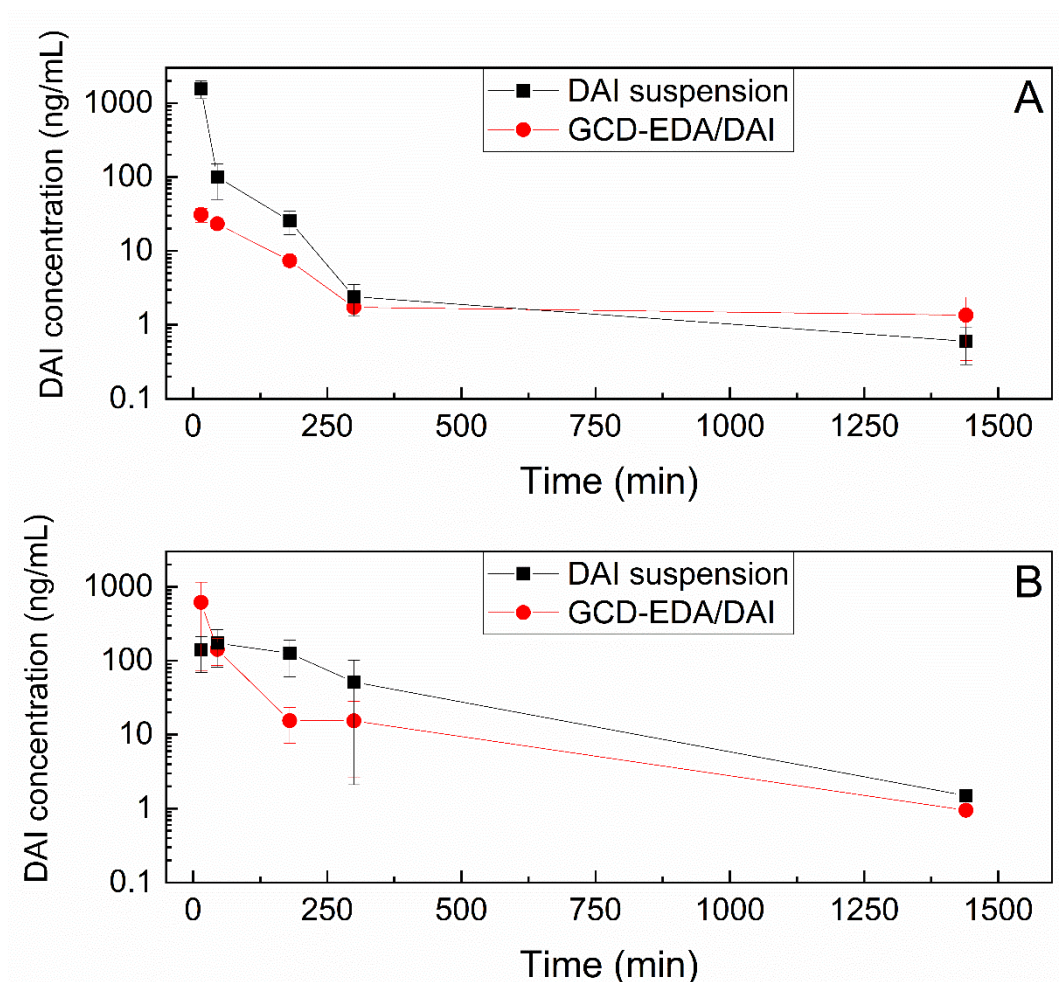 A
DAI suspension
GCD-EDA/DAI
DAI concentration (ng/mL)
1000
100
10
1
0.1
0 250 500 750 1000 1250 1500
Time (min)
B
DAI suspension
GCD-EDA/DAI
DAI concentration (ng/mL)
1000
100
10
1
0.1
0 250 500 750 1000 1250 1500
Time (min)